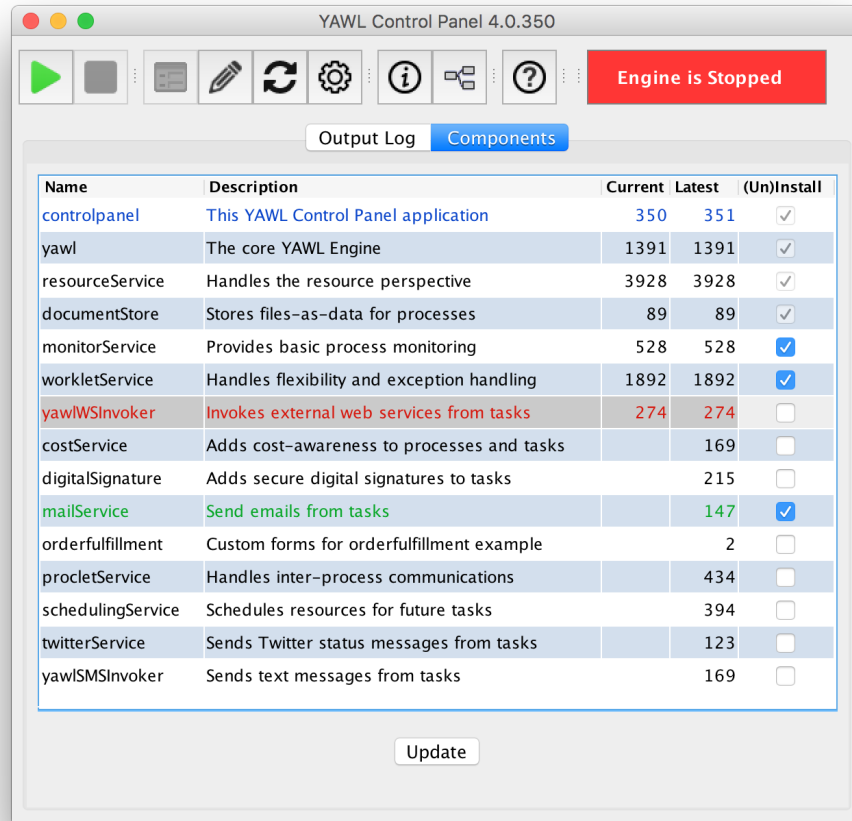 YAWL Control Panel 4.0.350
Engine is Stopped
Output Log Components
Name Description Current Latest (Un)Install
controlpanel This YAWL Control Panel application 350 351
yawl The core YAWL Engine 1391 1391
resourceService Handles the resource perspective 3928 3928
documentStore Stores files-as-data for processes 89 89
monitorService Provides basic process monitoring 528 528
workletService Handles flexibility and exception handling 1892 1892
yawlWSInvoker Invokes external web services from tasks 274 274
costService Adds cost-awareness to processes and tasks 169
digitalSignature Adds secure digital signatures to tasks 215
mailService Send emails from tasks 147
orderfulfillment Custom forms for orderfulfillment example 2
procletService Handles inter-process communications 434
schedulingService Schedules resources for future tasks 394
twitterService Sends Twitter status messages from tasks 123
yawlSMSInvoker Sends text messages from tasks 169
Update